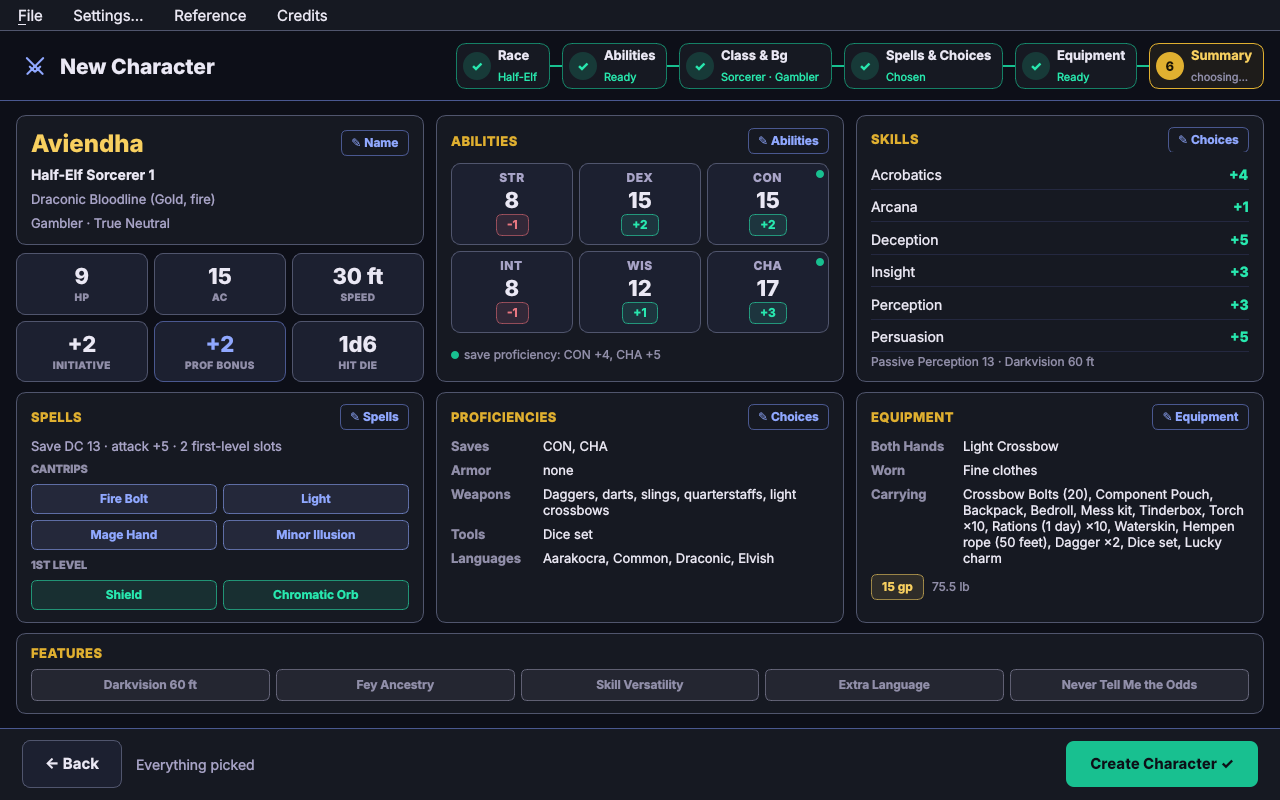 File Settings... Reference Credits
New Character
✓ Race Half-Elf
✓ Abilities Ready
✓ Class & Bg Sorcerer · Gambler
✓ Spells & Choices Chosen
✓ Equipment Ready
6 Summary choosing...
Aviendha
✎ Name
Half-Elf Sorcerer 1
Draconic Bloodline (Gold, fire)
Gambler · True Neutral
9 HP
15 AC
30 ft SPEED
+2 INITIATIVE
+2 PROF BONUS
1d6 HIT DIE
ABILITIES
✎ Abilities
STR 8 -1
DEX 15 +2
CON 15 +2
INT 8 -1
WIS 12 +1
CHA 17 +3
save proficiency: CON +4, CHA +5
SKILLS
✎ Choices
Acrobatics +4
Arcana +1
Deception +5
Insight +3
Perception +3
Persuasion +5
Passive Perception 13 · Darkvision 60 ft
SPELLS
✎ Spells
Save DC 13 · attack +5 · 2 first-level slots
CANTRIPS
Fire Bolt
Light
Mage Hand
Minor Illusion
1ST LEVEL
Shield
Chromatic Orb
PROFICIENCIES
✎ Choices
Saves CON, CHA
Armor none
Weapons Daggers, darts, slings, quarterstaffs, light
crossbows
Tools Dice set
Languages Aarakocra, Common, Draconic, Elvish
EQUIPMENT
✎ Equipment
Both Hands Light Crossbow
Worn Fine clothes
Carrying Crossbow Bolts (20), Component Pouch,
Backpack, Bedroll, Mess kit, Tinderbox, Torch
×10, Rations (1 day) ×10, Waterskin, Hempen
rope (50 feet), Dagger ×2, Dice set, Lucky
charm
15 gp 75.5 lb
FEATURES
Darkvision 60 ft
Fey Ancestry
Skill Versatility
Extra Language
Never Tell Me the Odds
← Back
Everything picked
Create Character ✓